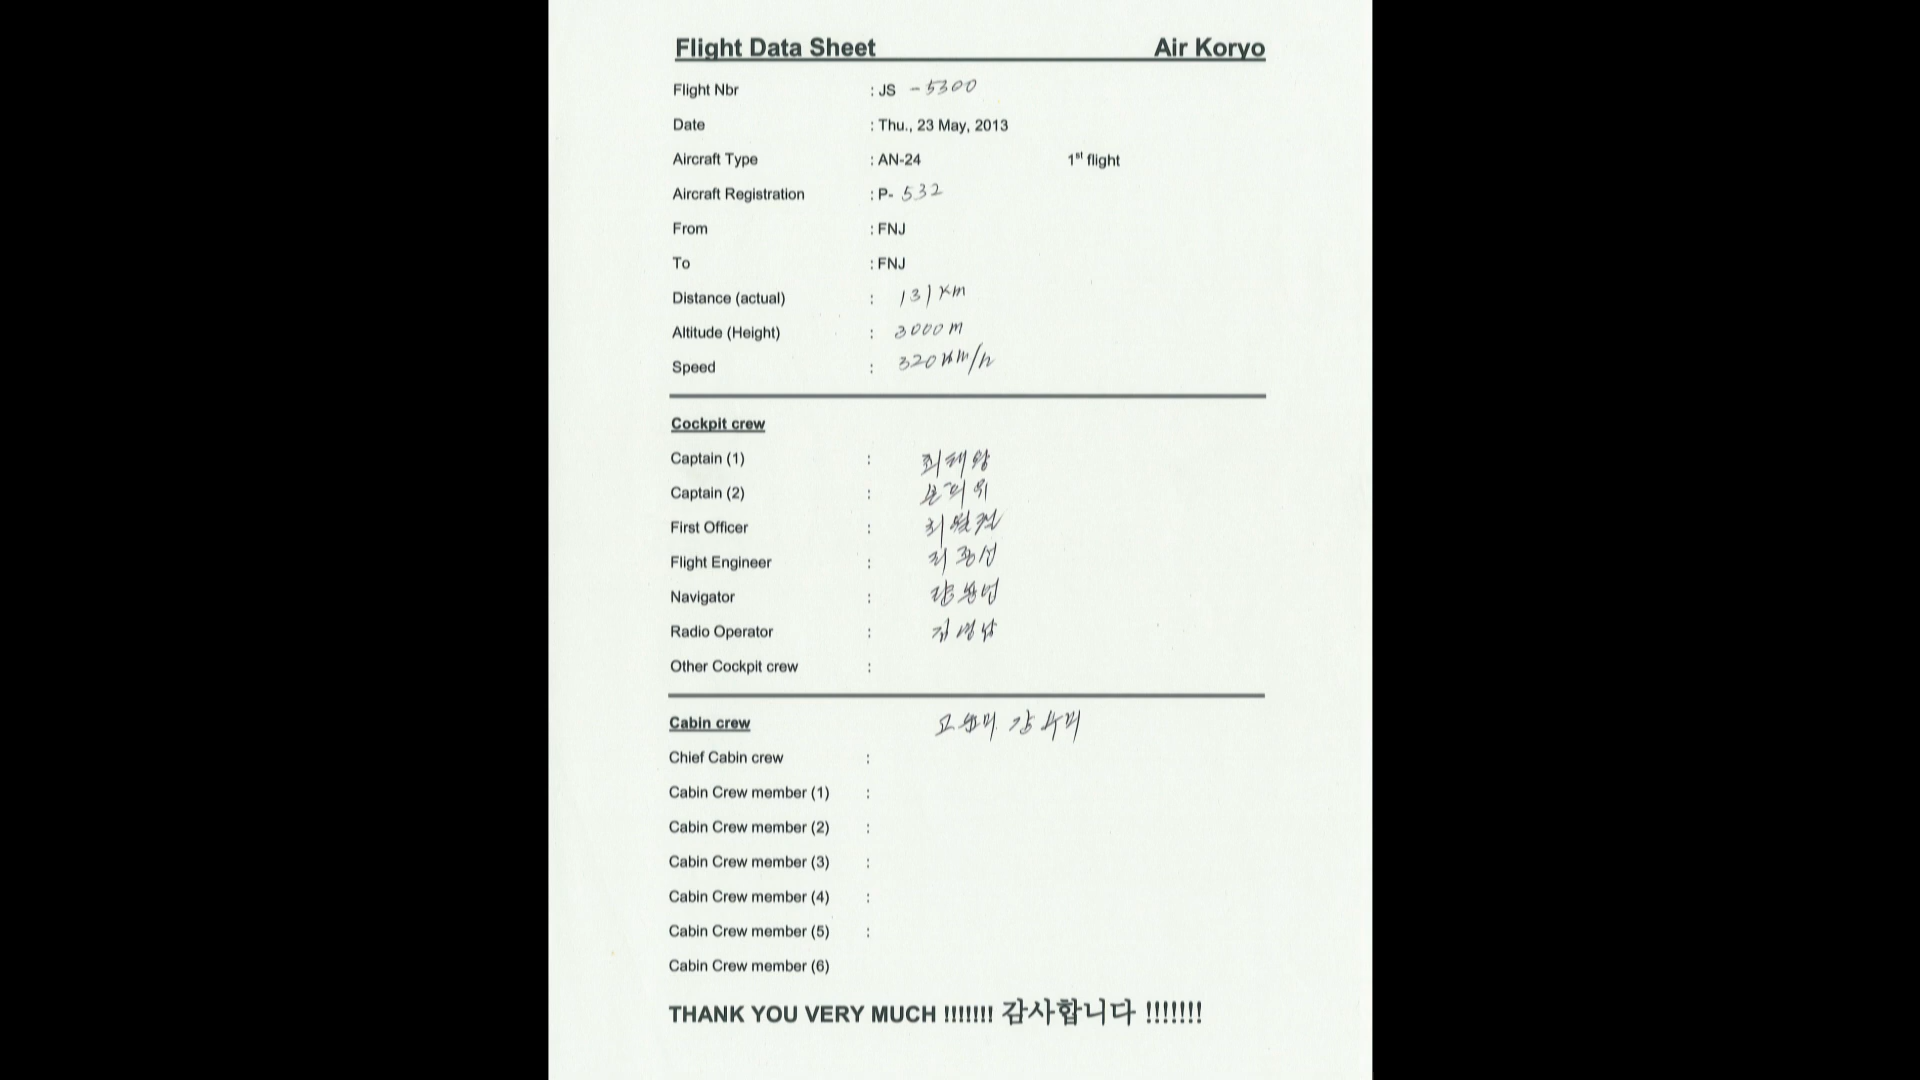 Flight Data Sheet Air Koryo
Flight Nbr : JS - 5300
Date : Thu., 23 May, 2013
Aircraft Type : AN-24 1st flight
Aircraft Registration : P- 532
From : FNJ
To : FNJ
Distance (actual) : 131 Km
Altitude (Height) : 3000 m
Speed : 320 Km/h
Cockpit crew
Captain (1) :
Captain (2) :
First Officer :
Flight Engineer :
Navigator :
Radio Operator :
Other Cockpit crew :
Cabin crew
Chief Cabin crew :
Cabin Crew member (1) :
Cabin Crew member (2) :
Cabin Crew member (3) :
Cabin Crew member (4) :
Cabin Crew member (5) :
Cabin Crew member (6)
THANK YOU VERY MUCH !!!!!!! 감사합니다 !!!!!!!